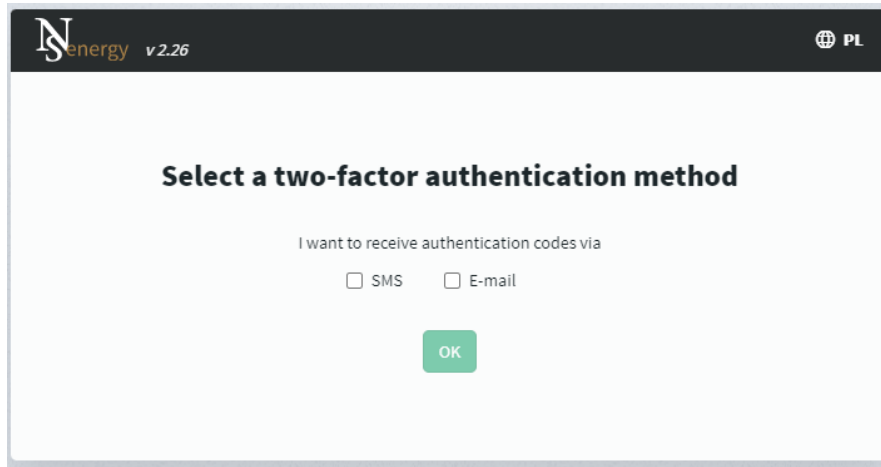 NSenergy v 2.26 PL
Select a two-factor authentication method
I want to receive authentication codes via
SMS E-mail
OK